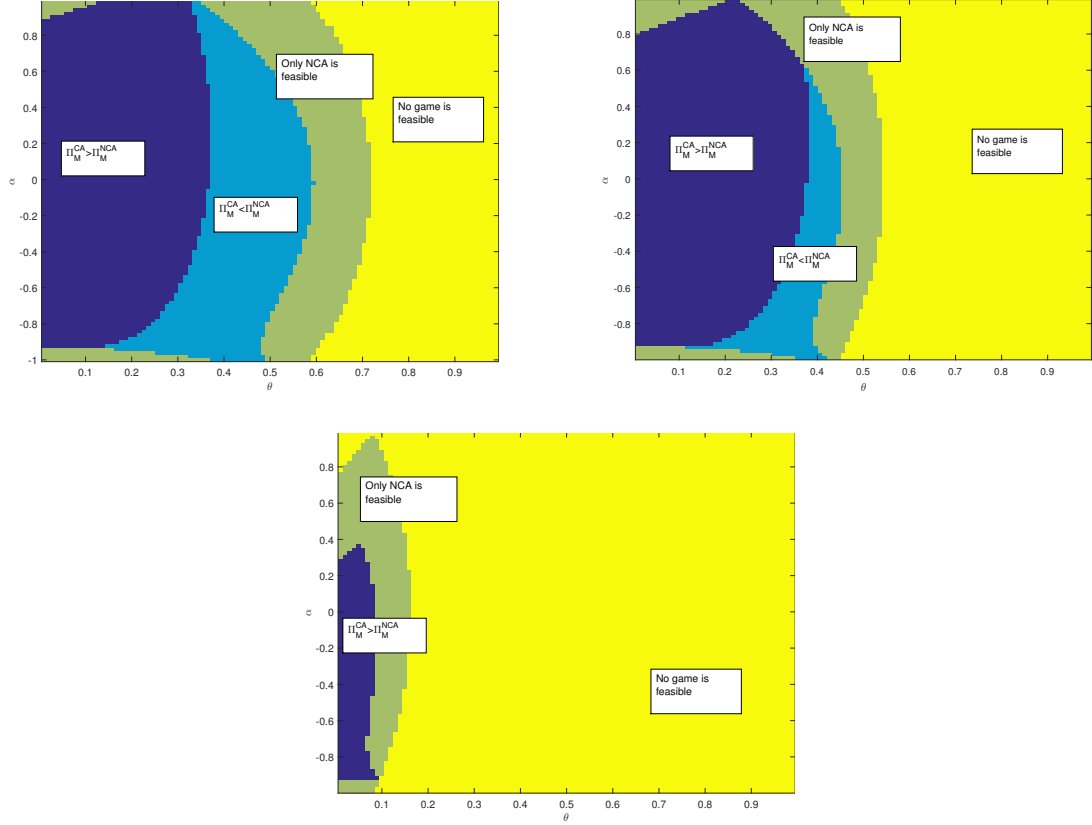 0.8
0.6
0.4
0.2
0
-0.2
-0.4
-0.6
-0.8
-1
α
0.1 0.2 0.3 0.4 0.5 0.6 0.7 0.8 0.9
θ
Only NCA is
feasible
No game is
feasible
Π_M^CA>Π_M^NCA
Π_M^CA<Π_M^NCA
0.8
0.6
0.4
0.2
0
-0.2
-0.4
-0.6
-0.8
α
0.1 0.2 0.3 0.4 0.5 0.6 0.7 0.8 0.9
θ
Only NCA is
feasible
No game is
feasible
Π_M^CA>Π_M^NCA
Π_M^CA<Π_M^NCA
0.8
0.6
0.4
0.2
0
-0.2
-0.4
-0.6
-0.8
α
0.1 0.2 0.3 0.4 0.5 0.6 0.7 0.8 0.9
θ
Only NCA is
feasible
Π_M^CA>Π_M^NCA
No game is
feasible